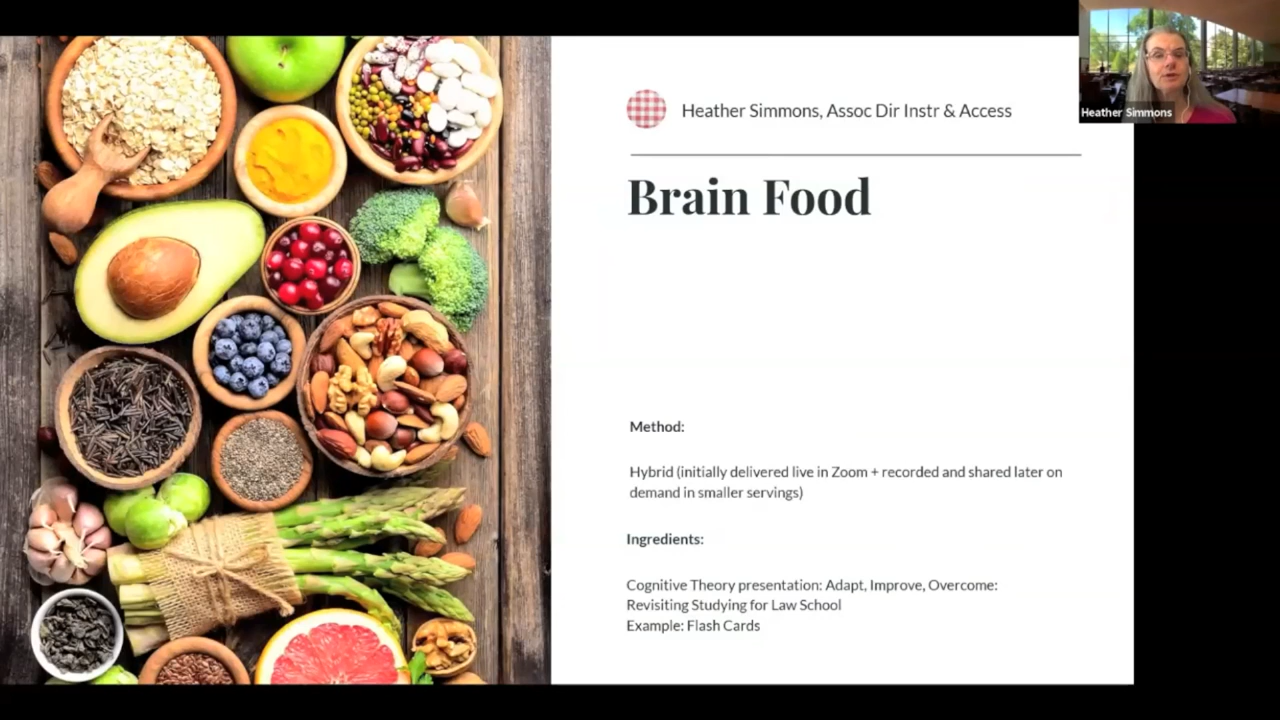 Heather Simmons, Assoc Dir Instr & Access
Heather Simmons
Brain Food
Method:
Hybrid (initially delivered live in Zoom + recorded and shared later on
demand in smaller servings)
Ingredients:
Cognitive Theory presentation: Adapt, Improve, Overcome:
Revisiting Studying for Law School
Example: Flash Cards